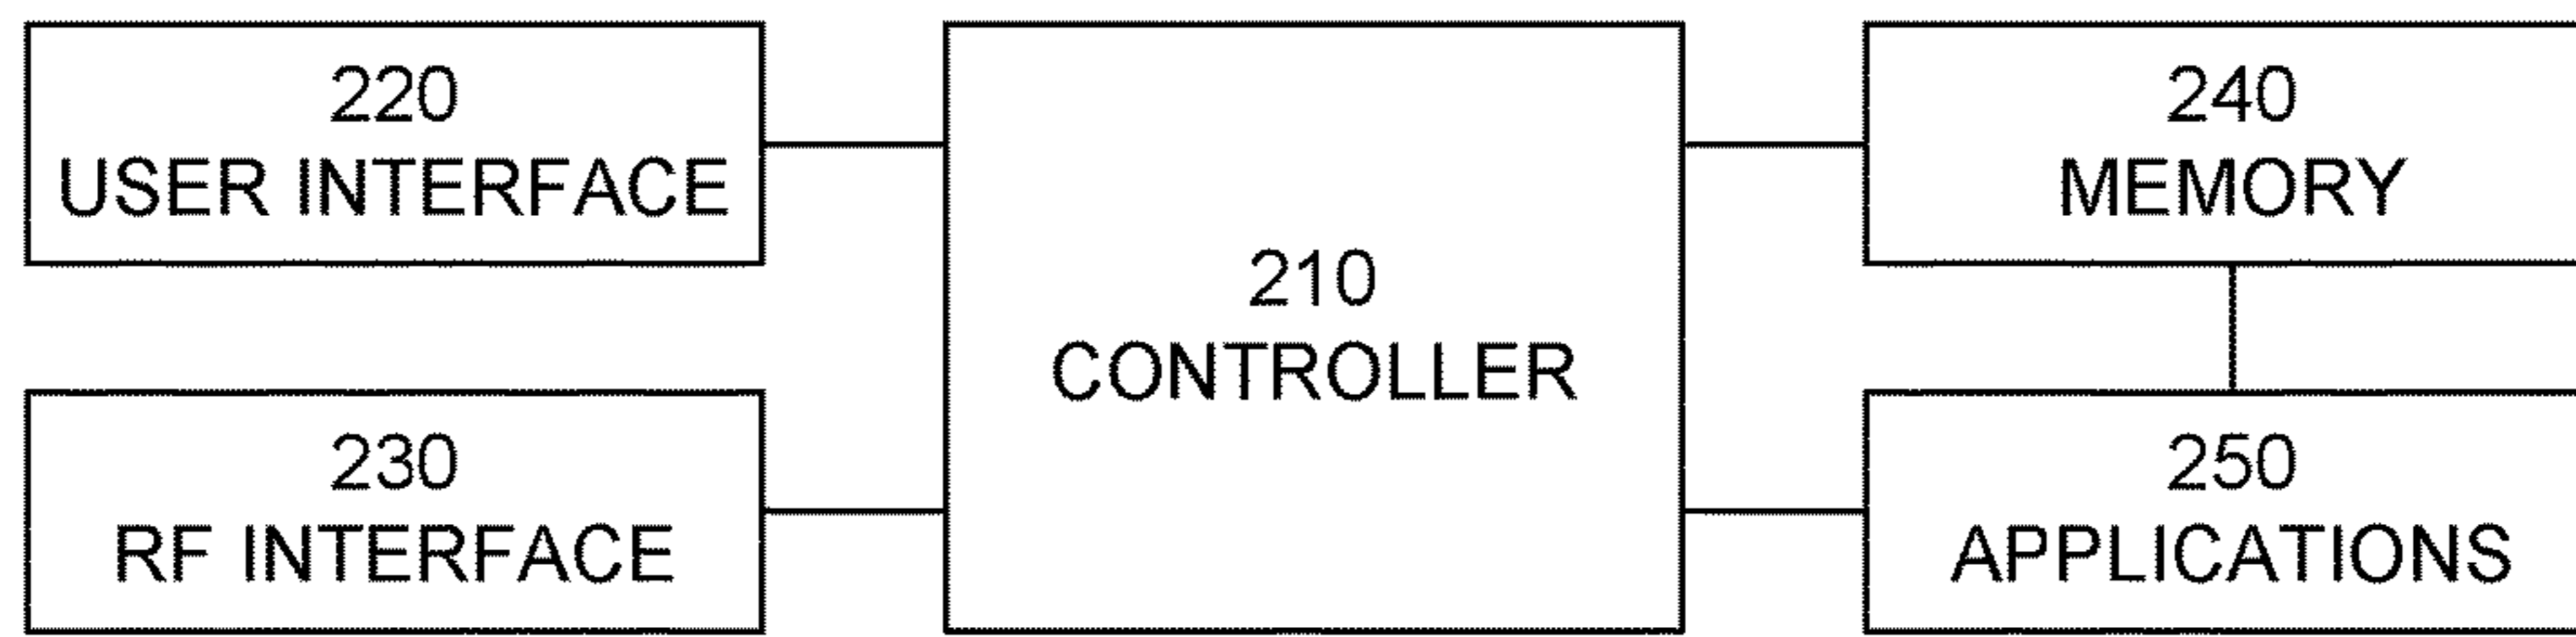 220
USER INTERFACE
230
RF INTERFACE
210
CONTROLLER
240
MEMORY
250
APPLICATIONS